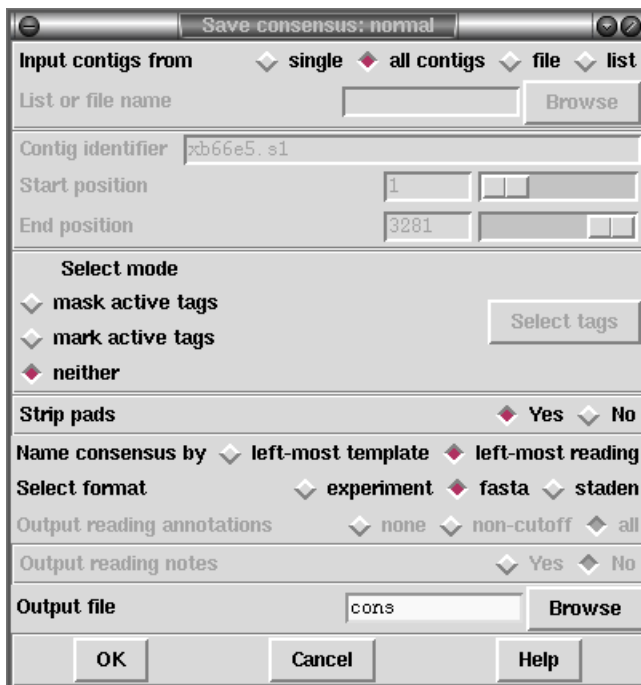 Save consensus: normal
Input contigs from single all contigs file list
List or file name Browse
Contig identifier xb66e5.s1
Start position 1
End position 3281
Select mode
mask active tags
Select tags
mark active tags
neither
Strip pads Yes No
Name consensus by left-most template left-most reading
Select format experiment fasta staden
Output reading annotations none non-cutoff all
Output reading notes Yes No
Output file cons Browse
OK Cancel Help